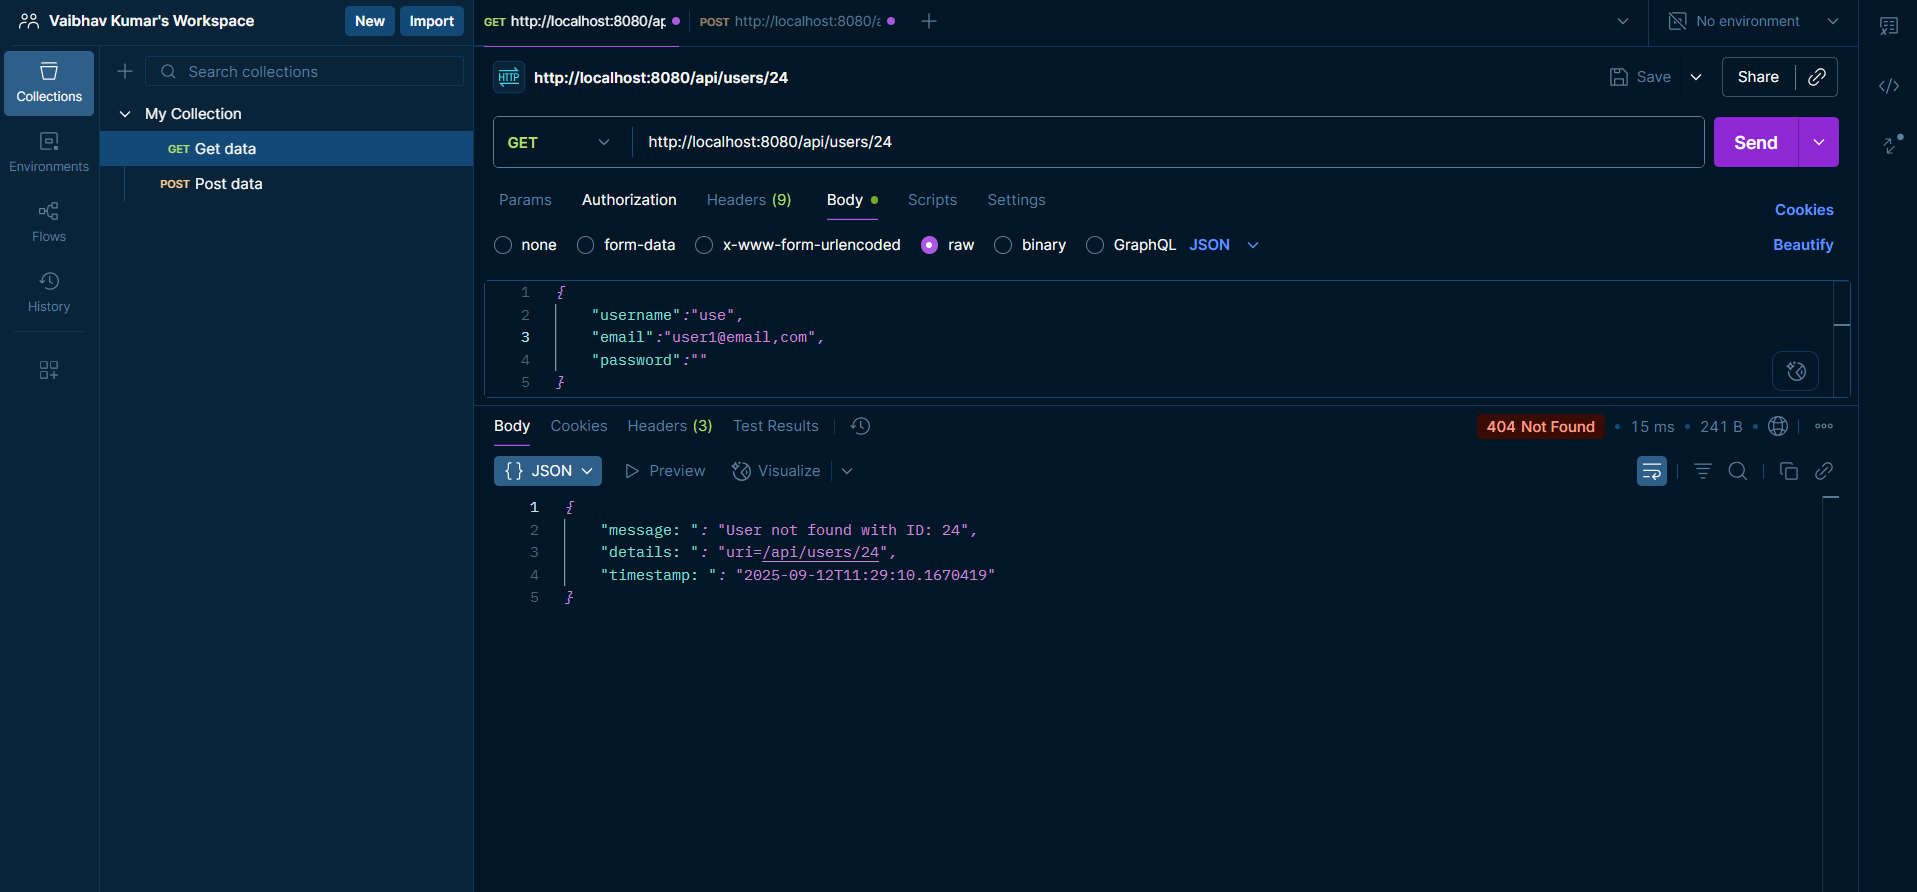 Vaibhav Kumar's Workspace
New
Import
GET http://localhost:8080/ap
POST http://localhost:8080/a
No environment
Collections
Environments
Flows
History
Search collections
My Collection
GET Get data
POST Post data
HTTP
http://localhost:8080/api/users/24
Save
Share
GET
http://localhost:8080/api/users/24
Send
Params
Authorization
Headers (9)
Body
Scripts
Settings
Cookies
none
form-data
x-www-form-urlencoded
raw
binary
GraphQL
JSON
Beautify
1 {
2 "username":"use",
3 "email":"user1@email,com",
4 "password":""
5 }
Body
Cookies
Headers (3)
Test Results
404 Not Found
15 ms
241 B
{} JSON
Preview
Visualize
1 {
2 "message: ": "User not found with ID: 24",
3 "details: ": "uri=/api/users/24",
4 "timestamp: ": "2025-09-12T11:29:10.1670419"
5 }